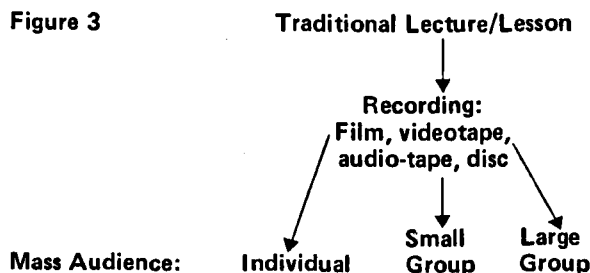 Figure 3 Traditional Lecture/Lesson
Recording:
Film, videotape,
audio-tape, disc
Small Large
Mass Audience: Individual Group Group